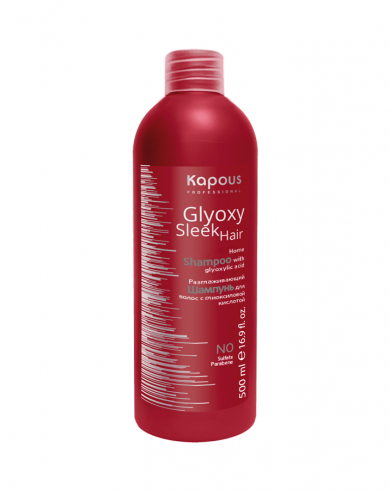 Kapous
PROFESSIONAL
Glyoxy
Sleek Hair
Home
Shampoo with
glyoxylic acid
Разглаживающий
Шампунь для
волос с глиоксиловой
кислотой
NO
Sulfate
Parabene
500 ml e 16.9 fl. oz.